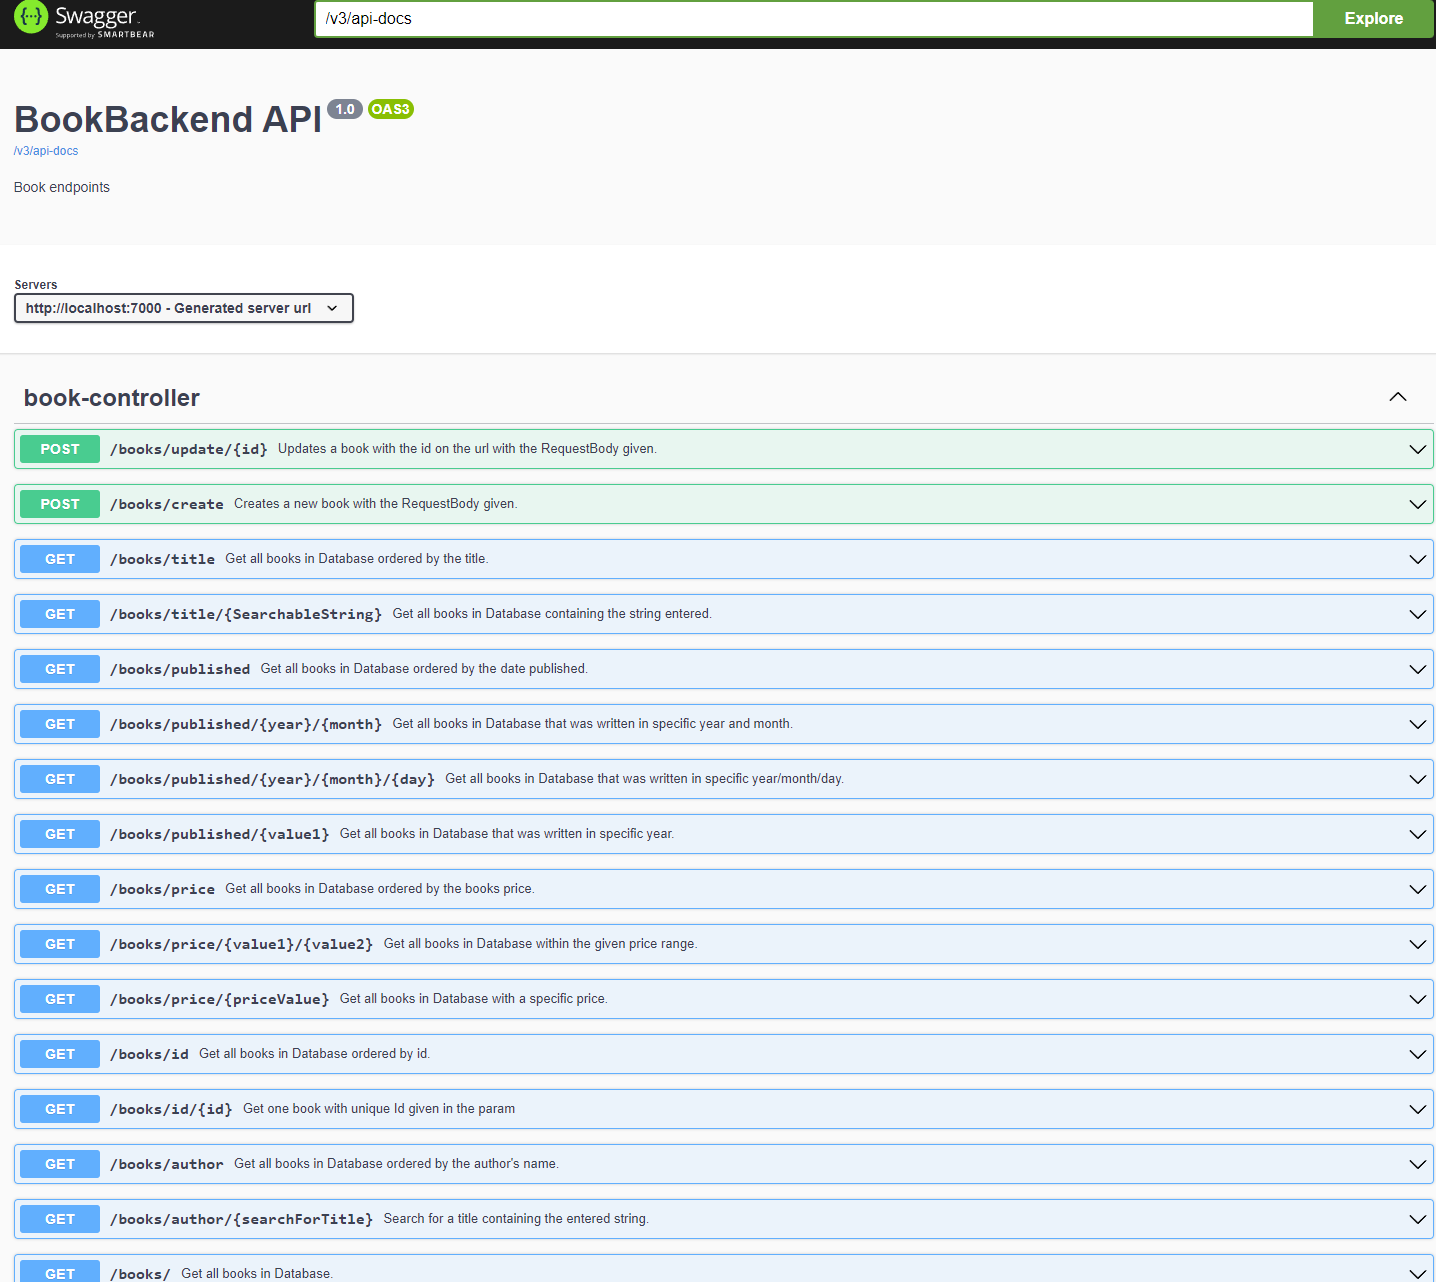 Swagger.
Supported by SMARTBEAR
/v3/api-docs
Explore
BookBackend API 1.0 OAS3
/v3/api-docs
Book endpoints
Servers
http://localhost:7000 - Generated server url
book-controller
POST /books/update/{id} Updates a book with the id on the url with the RequestBody given.
POST /books/create Creates a new book with the RequestBody given.
GET /books/title Get all books in Database ordered by the title.
GET /books/title/{SearchableString} Get all books in Database containing the string entered.
GET /books/published Get all books in Database ordered by the date published.
GET /books/published/{year}/{month} Get all books in Database that was written in specific year and month.
GET /books/published/{year}/{month}/{day} Get all books in Database that was written in specific year/month/day.
GET /books/published/{value1} Get all books in Database that was written in specific year.
GET /books/price Get all books in Database ordered by the books price.
GET /books/price/{value1}/{value2} Get all books in Database within the given price range.
GET /books/price/{priceValue} Get all books in Database with a specific price.
GET /books/id Get all books in Database ordered by id.
GET /books/id/{id} Get one book with unique Id given in the param
GET /books/author Get all books in Database ordered by the author's name.
GET /books/author/{searchForTitle} Search for a title containing the entered string.
GET /books/ Get all books in Database.